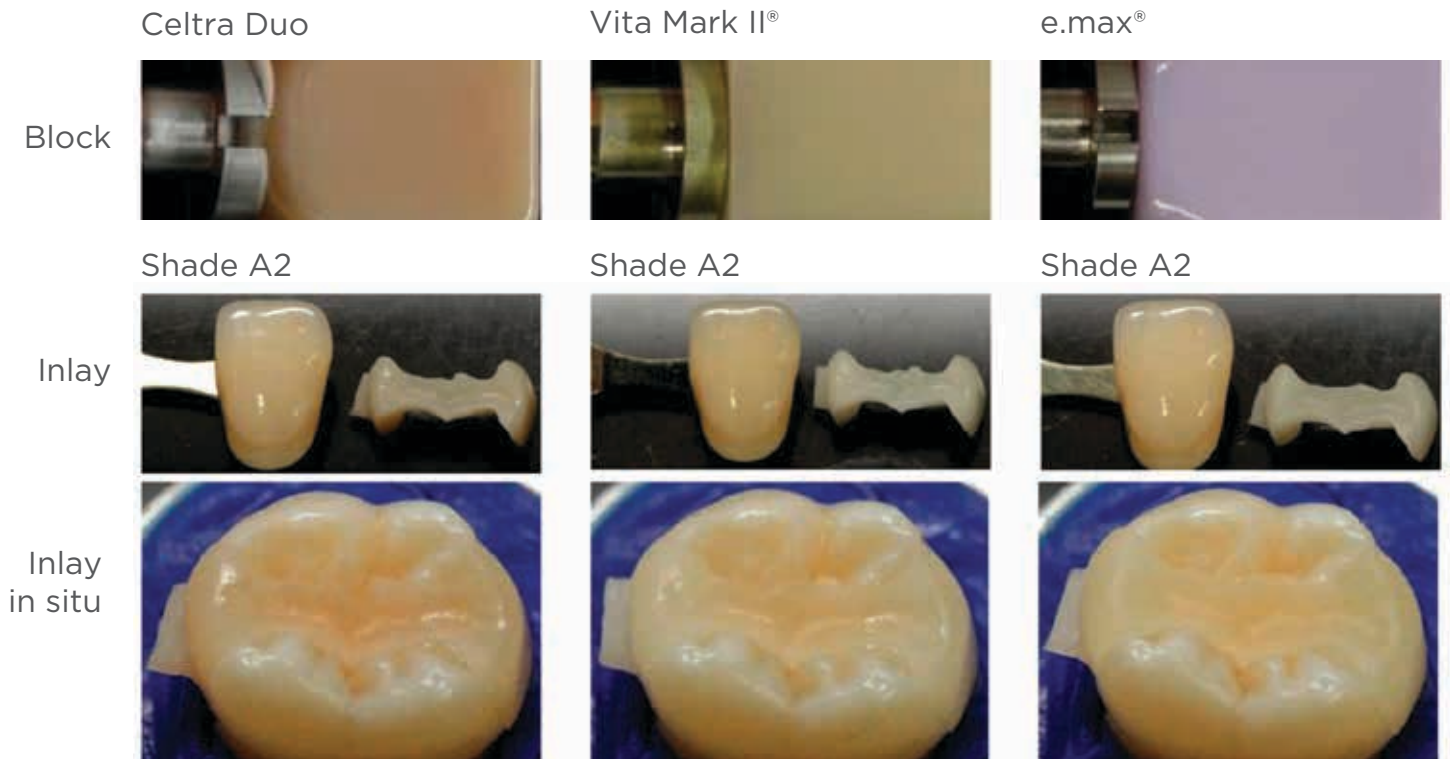 Celtra Duo
Vita Mark II®
e.max®
Block
Shade A2
Shade A2
Shade A2
Inlay
Inlay
in situ